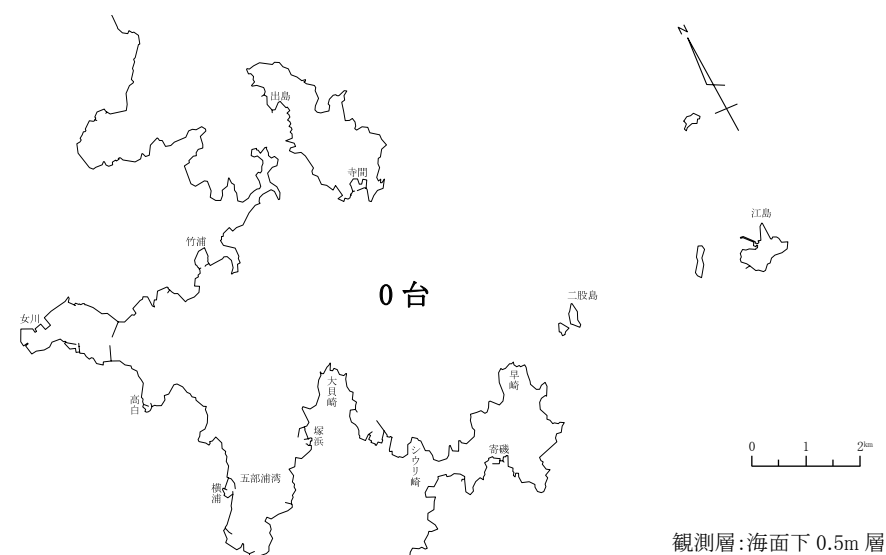 N
出島
寺間
江島
竹浦
0 台
二股島
女川
早崎
大貝崎
高白
塚浜
シウリ崎
寄磯
五部浦湾
横浦
0 1 2km
観測層:海面下 0.5m 層